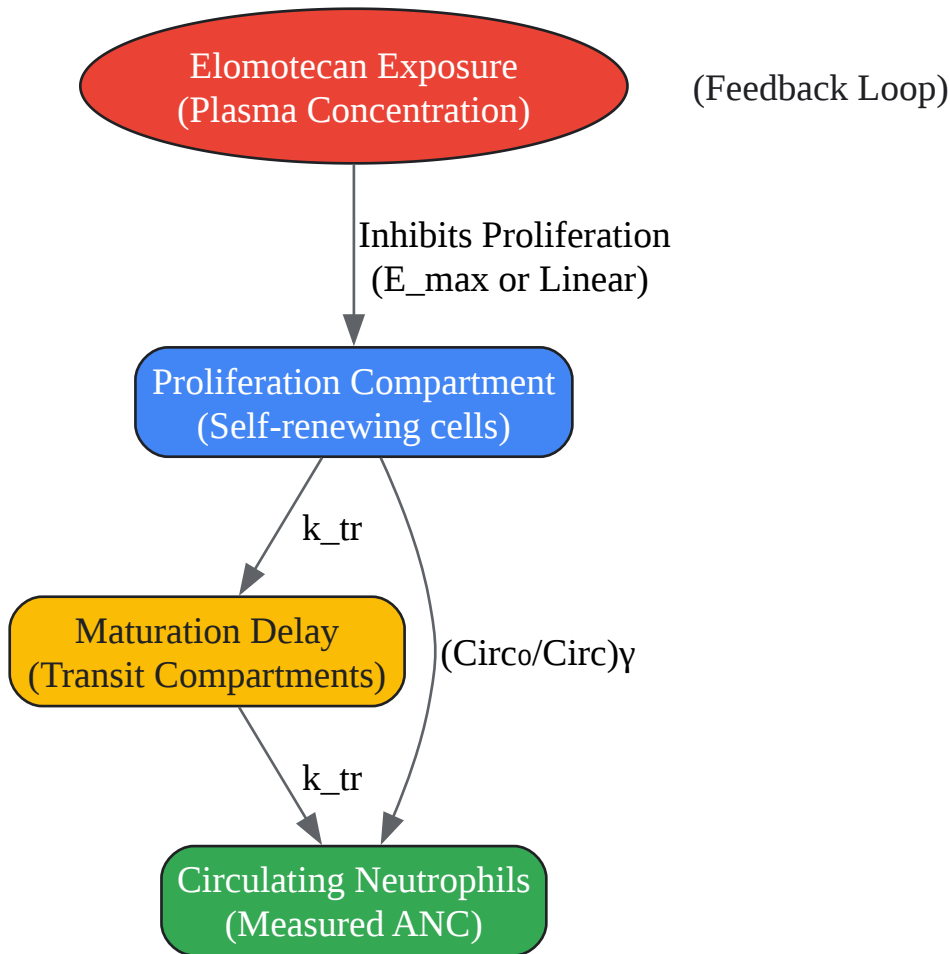 Elomotecan Exposure
(Plasma Concentration)
(Feedback Loop)
Inhibits Proliferation
(E_max or Linear)
Proliferation Compartment
(Self-renewing cells)
k_tr
Maturation Delay
(Transit Compartments)
(Circ₀/Circ)γ
k_tr
Circulating Neutrophils
(Measured ANC)